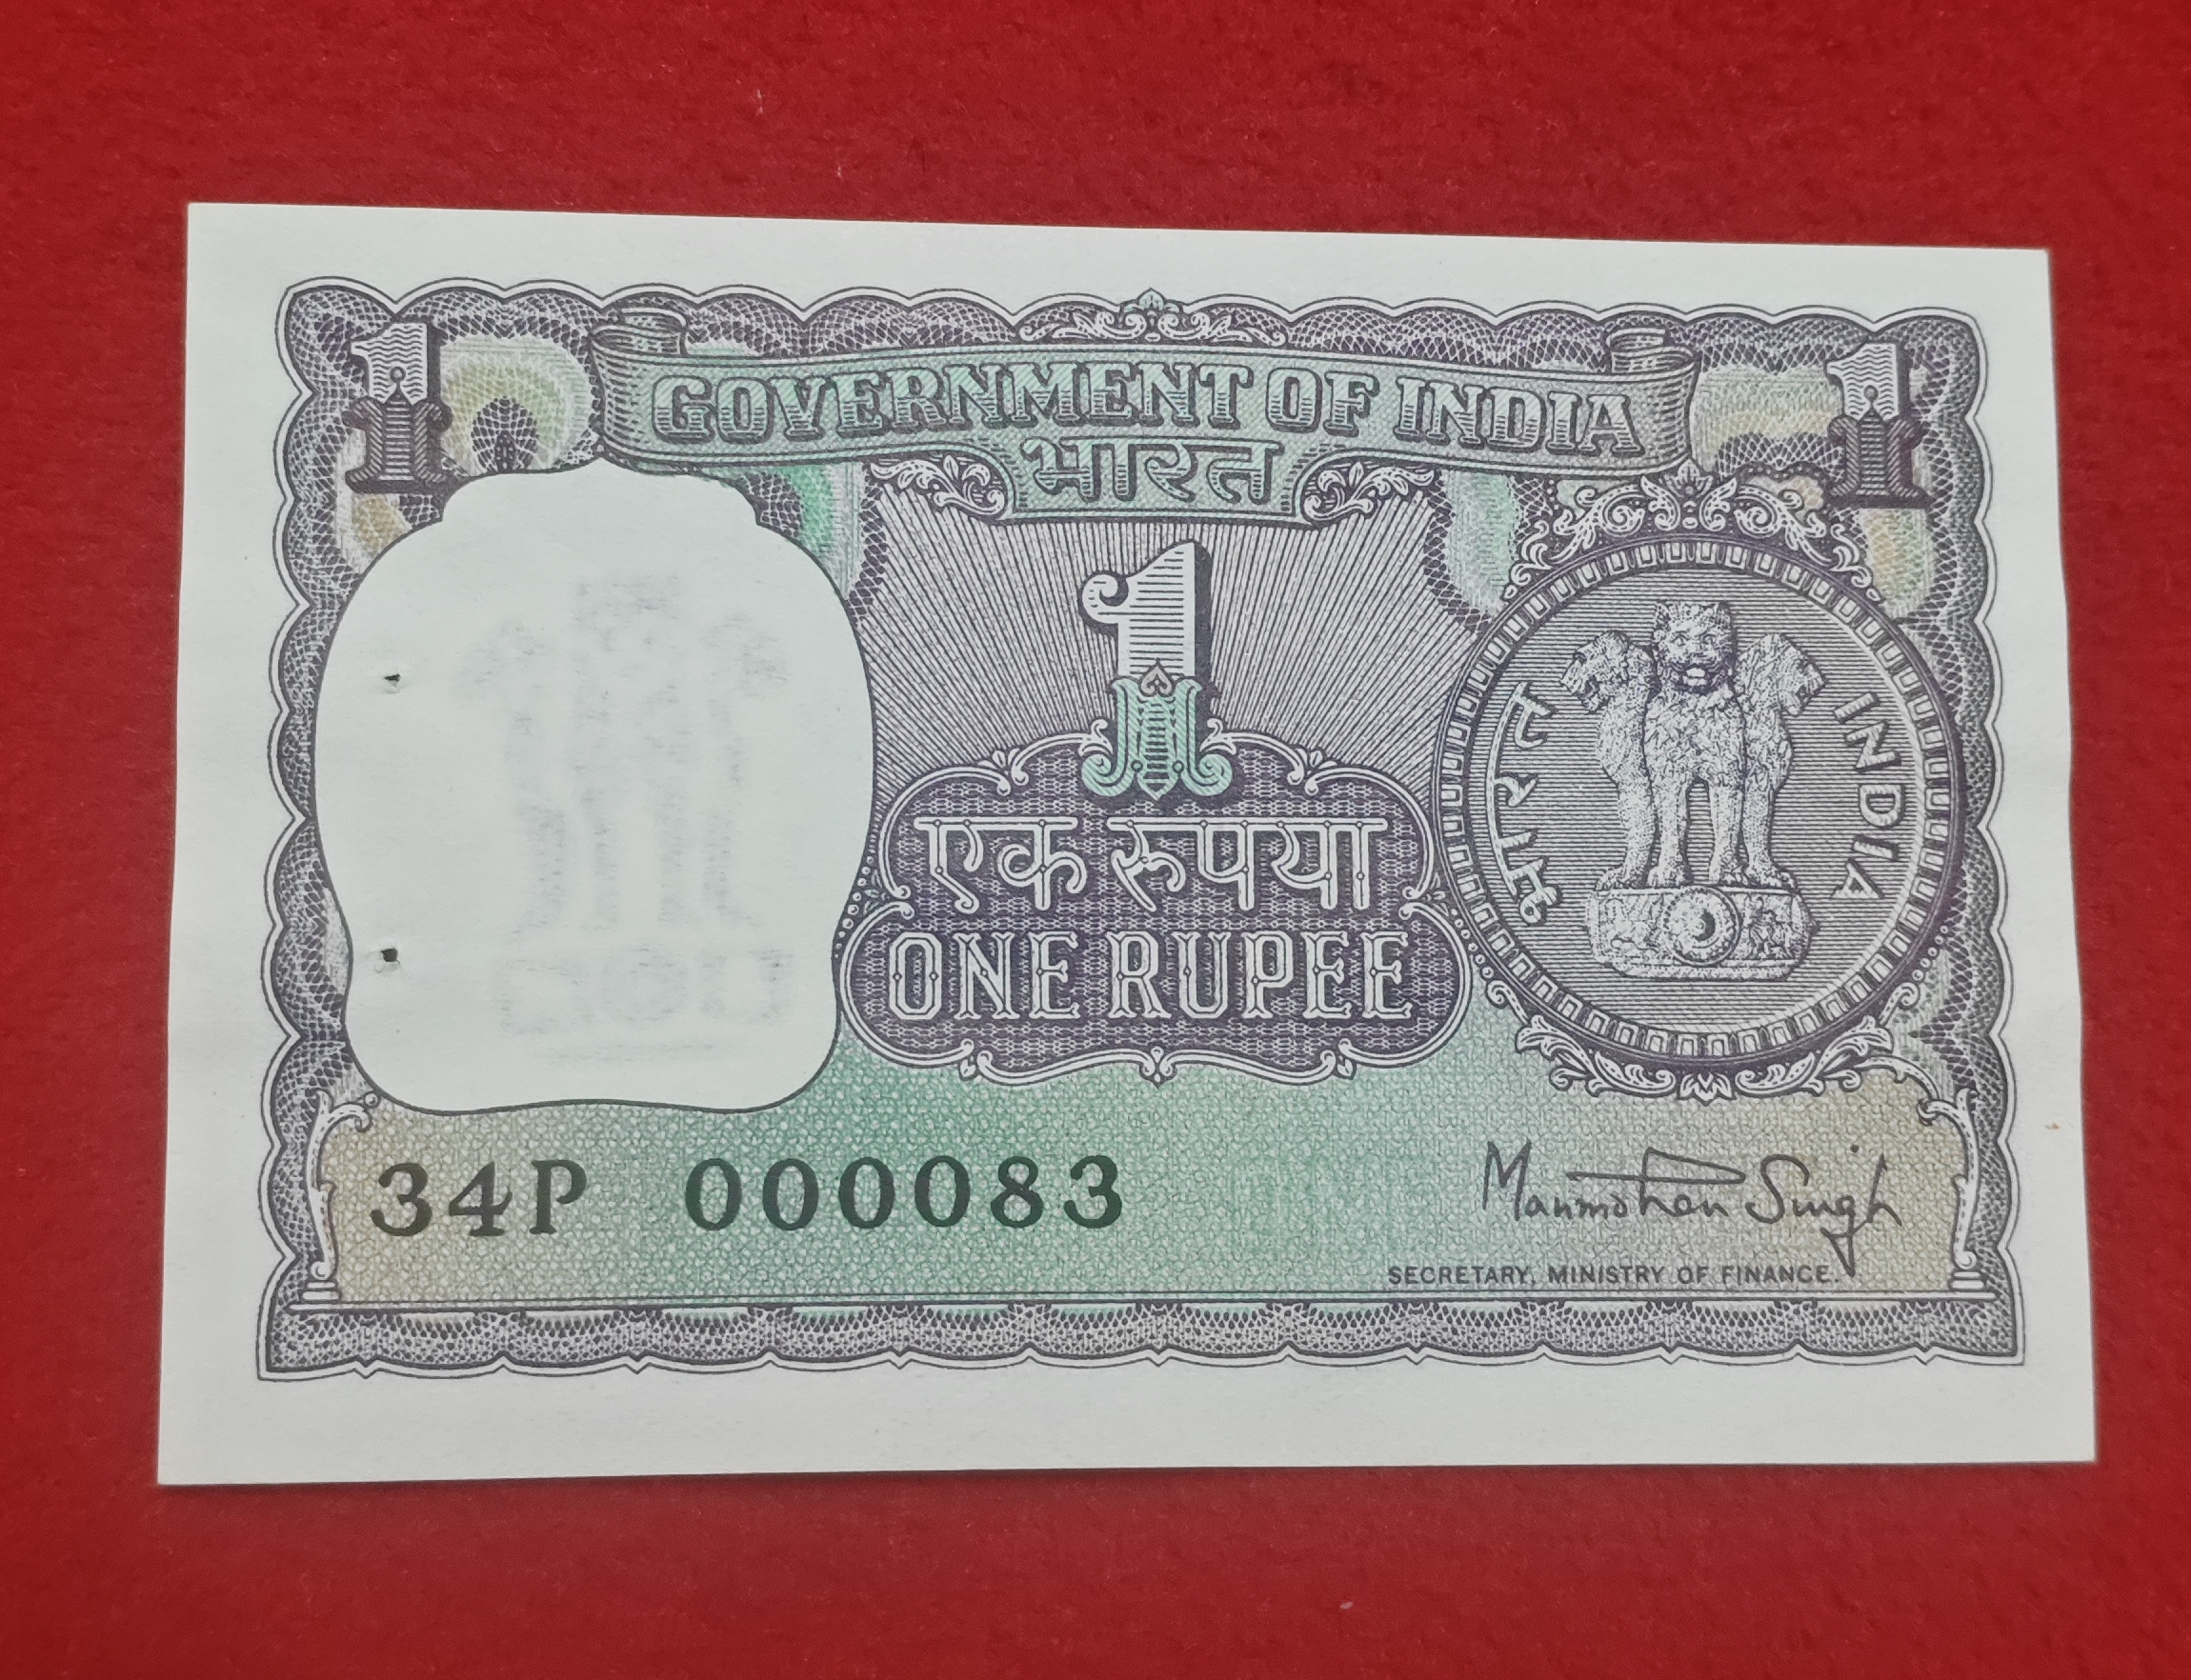 1 GOVERNMENT OF INDIA 1
भारत
1
भारत INDIA
एक रुपया
ONE RUPEE
34P 000083
Manmohan Singh
SECRETARY, MINISTRY OF FINANCE.